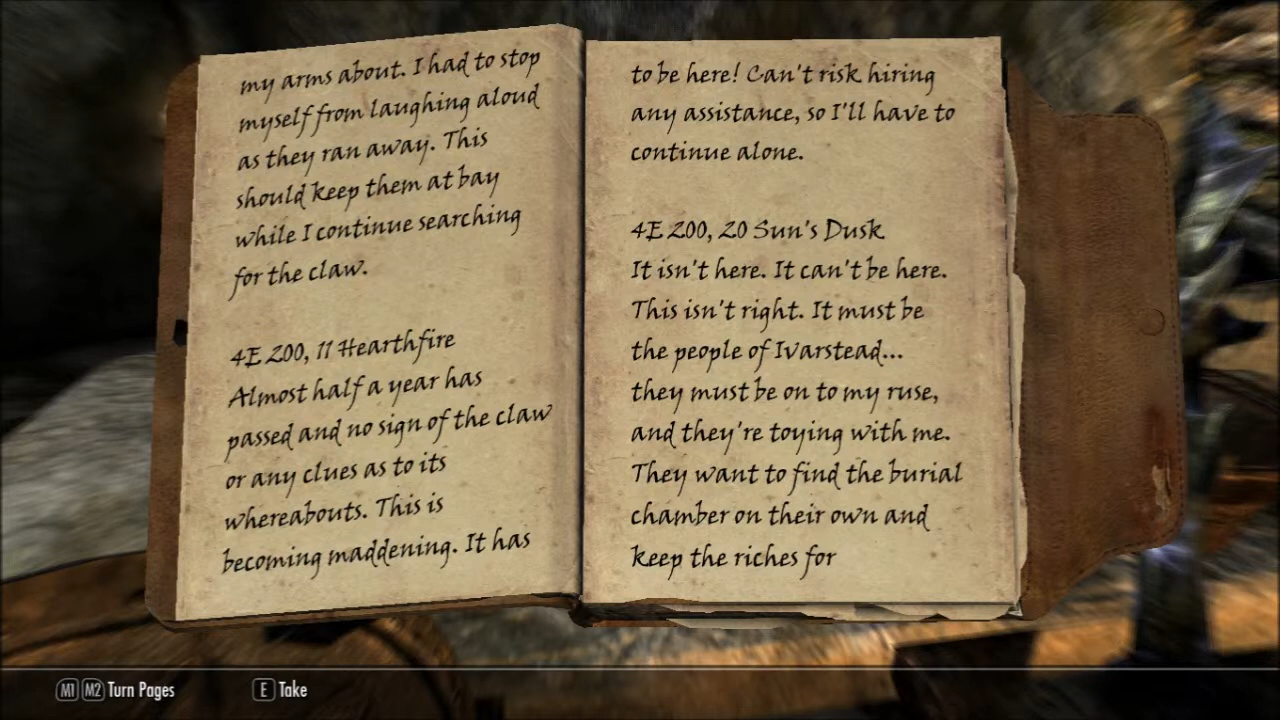 my arms about. I had to stop
myself from laughing aloud
as they ran away. This
should keep them at bay
while I continue searching
for the claw.
4E 200, 11 Hearthfire
Almost half a year has
passed and no sign of the claw
or any clues as to its
whereabouts. This is
becoming maddening. It has
to be here! Can't risk hiring
any assistance, so I'll have to
continue alone.
4E 200, 20 Sun's Dusk
It isn't here. It can't be here.
This isn't right. It must be
the people of Ivarstead...
they must be on to my ruse,
and they're toying with me.
They want to find the burial
chamber on their own and
keep the riches for
M1 M2 Turn Pages
E Take